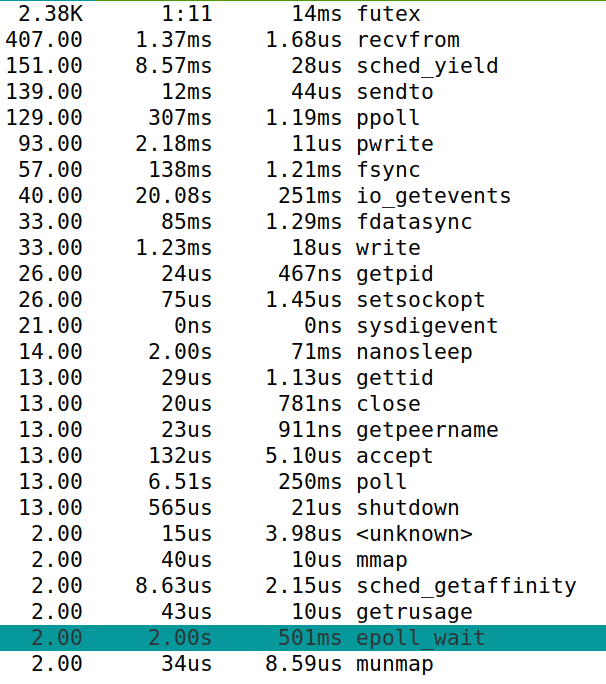 2.38K 1:11 14ms futex
407.00 1.37ms 1.68us recvfrom
151.00 8.57ms 28us sched_yield
139.00 12ms 44us sendto
129.00 307ms 1.19ms ppoll
93.00 2.18ms 11us pwrite
57.00 138ms 1.21ms fsync
40.00 20.08s 251ms io_getevents
33.00 85ms 1.29ms fdatasync
33.00 1.23ms 18us write
26.00 24us 467ns getpid
26.00 75us 1.45us setsockopt
21.00 0ns 0ns sysdigevent
14.00 2.00s 71ms nanosleep
13.00 29us 1.13us gettid
13.00 20us 781ns close
13.00 23us 911ns getpeername
13.00 132us 5.10us accept
13.00 6.51s 250ms poll
13.00 565us 21us shutdown
2.00 15us 3.98us <unknown>
2.00 40us 10us mmap
2.00 8.63us 2.15us sched_getaffinity
2.00 43us 10us getrusage
2.00 2.00s 501ms epoll_wait
2.00 34us 8.59us munmap